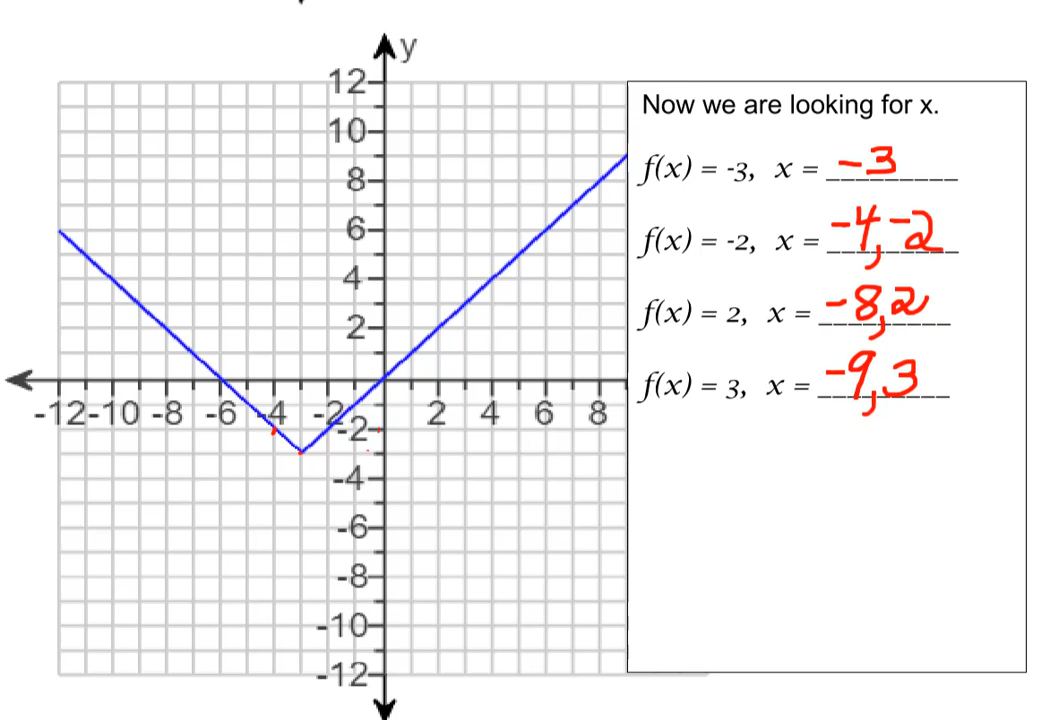 y
12
10
8
6
4
2
-12 -10 -8 -6 -4 -2 2 4 6 8
-2
-4
-6
-8
-10
-12
Now we are looking for x.
f(x) = -3, x = -3
f(x) = -2, x = -4, -2
f(x) = 2, x = -8, 2
f(x) = 3, x = -9, 3